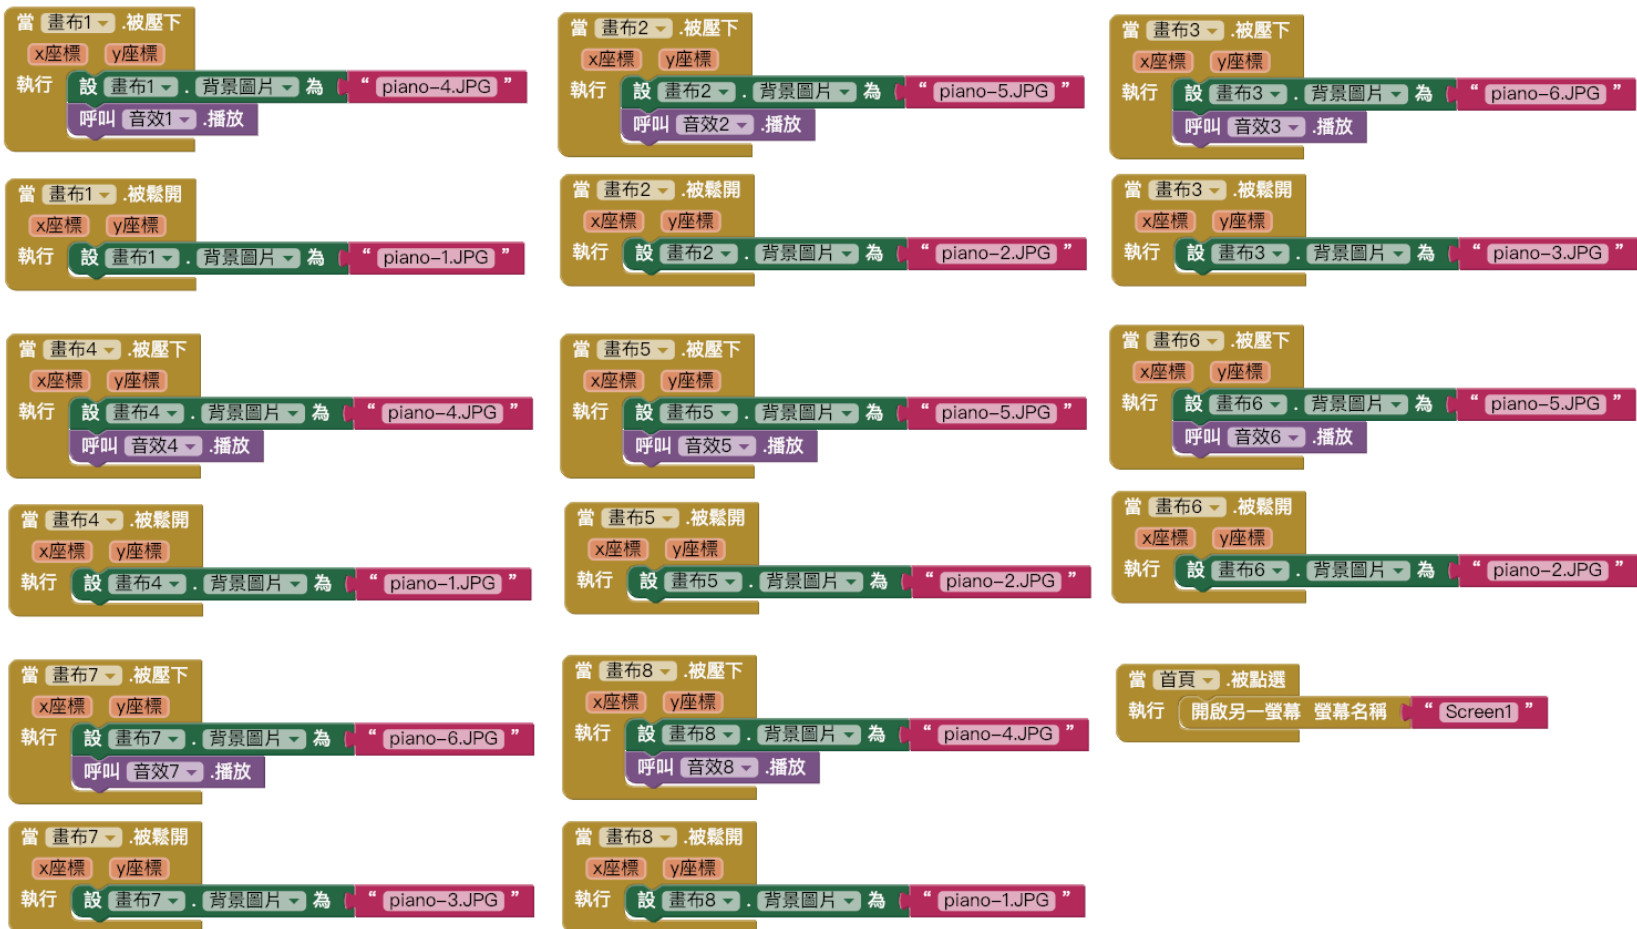 當 畫布1 .被壓下
x座標 y座標
執行 設 畫布1 . 背景圖片 為 “ piano-4.JPG ”
呼叫 音效1 .播放
當 畫布2 .被壓下
x座標 y座標
執行 設 畫布2 . 背景圖片 為 “ piano-5.JPG ”
呼叫 音效2 .播放
當 畫布3 .被壓下
x座標 y座標
執行 設 畫布3 . 背景圖片 為 “ piano-6.JPG ”
呼叫 音效3 .播放
當 畫布1 .被鬆開
x座標 y座標
執行 設 畫布1 . 背景圖片 為 “ piano-1.JPG ”
當 畫布2 .被鬆開
x座標 y座標
執行 設 畫布2 . 背景圖片 為 “ piano-2.JPG ”
當 畫布3 .被鬆開
x座標 y座標
執行 設 畫布3 . 背景圖片 為 “ piano-3.JPG ”
當 畫布4 .被壓下
x座標 y座標
執行 設 畫布4 . 背景圖片 為 “ piano-4.JPG ”
呼叫 音效4 .播放
當 畫布5 .被壓下
x座標 y座標
執行 設 畫布5 . 背景圖片 為 “ piano-5.JPG ”
呼叫 音效5 .播放
當 畫布6 .被壓下
x座標 y座標
執行 設 畫布6 . 背景圖片 為 “ piano-5.JPG ”
呼叫 音效6 .播放
當 畫布4 .被鬆開
x座標 y座標
執行 設 畫布4 . 背景圖片 為 “ piano-1.JPG ”
當 畫布5 .被鬆開
x座標 y座標
執行 設 畫布5 . 背景圖片 為 “ piano-2.JPG ”
當 畫布6 .被鬆開
x座標 y座標
執行 設 畫布6 . 背景圖片 為 “ piano-2.JPG ”
當 畫布7 .被壓下
x座標 y座標
執行 設 畫布7 . 背景圖片 為 “ piano-6.JPG ”
呼叫 音效7 .播放
當 畫布8 .被壓下
x座標 y座標
執行 設 畫布8 . 背景圖片 為 “ piano-4.JPG ”
呼叫 音效8 .播放
當 首頁 .被點選
執行 開啟另一螢幕 螢幕名稱 “ Screen1 ”
當 畫布7 .被鬆開
x座標 y座標
執行 設 畫布7 . 背景圖片 為 “ piano-3.JPG ”
當 畫布8 .被鬆開
x座標 y座標
執行 設 畫布8 . 背景圖片 為 “ piano-1.JPG ”